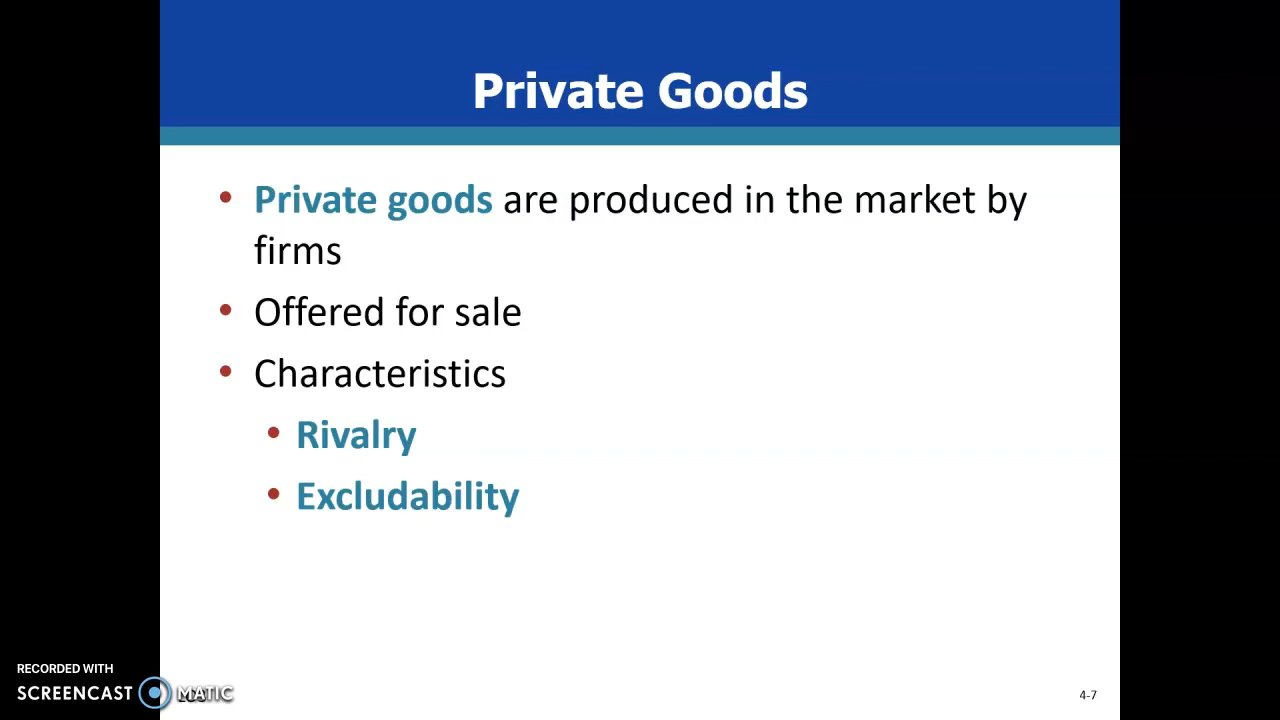 Private Goods
• Private goods are produced in the market by
firms
• Offered for sale
• Characteristics
• Rivalry
• Excludability
RECORDED WITH
SCREENCAST MATIC
4-7